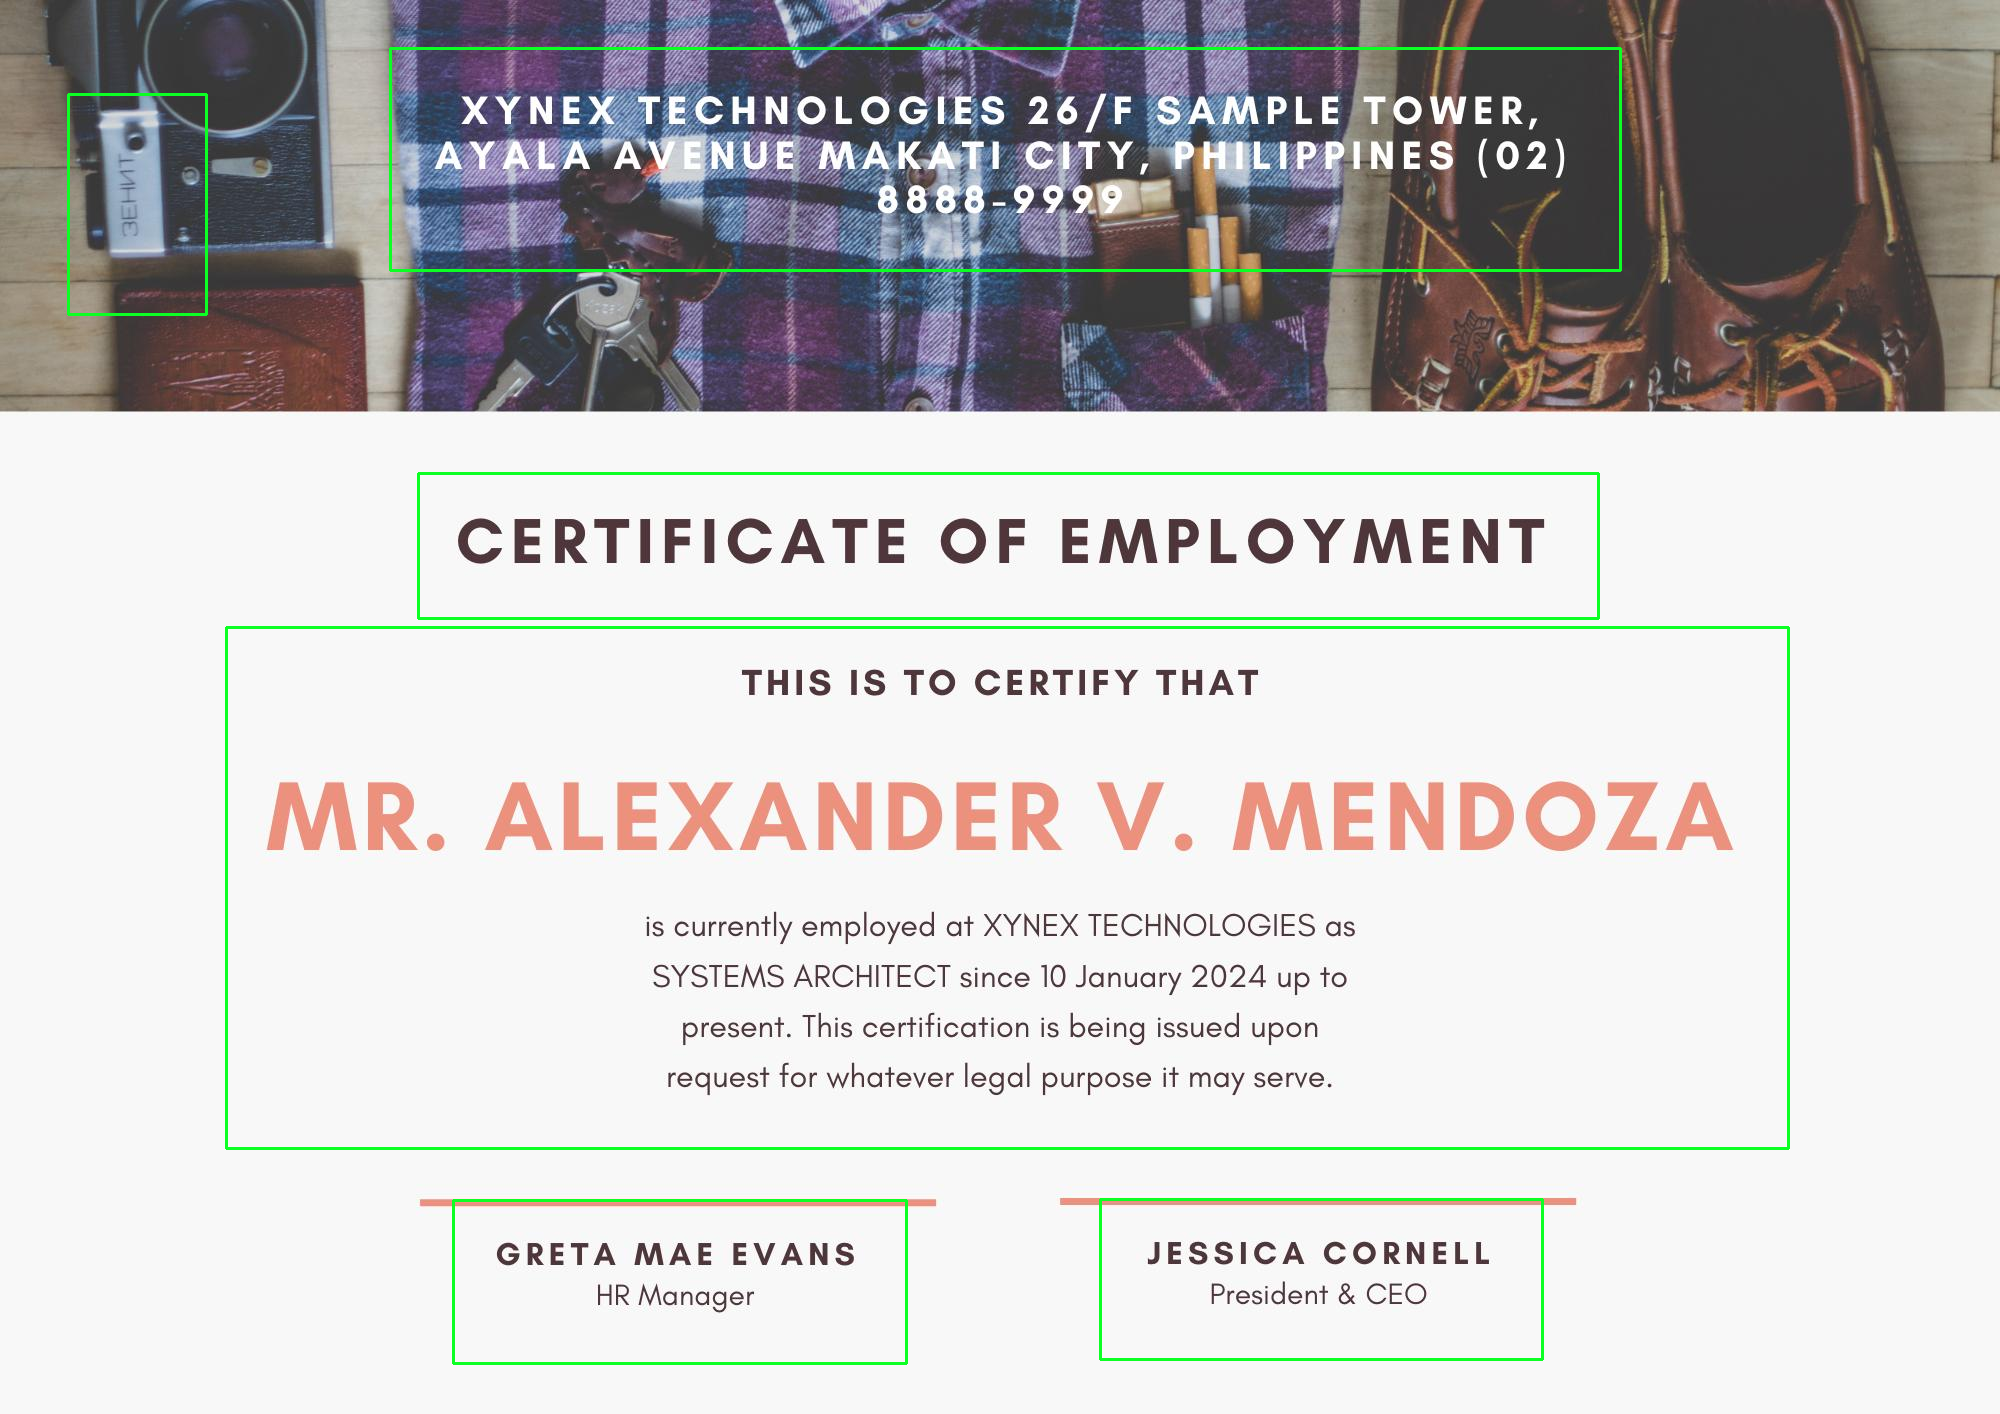 XYNEX TECHNOLOGIES 26/F SAMPLE TOWER,
AYALA AVENUE MAKATI CITY, PHILIPPINES (02)
8888-9999
ЗЕНИТ
CERTIFICATE OF EMPLOYMENT
THIS IS TO CERTIFY THAT
MR. ALEXANDER V. MENDOZA
is currently employed at XYNEX TECHNOLOGIES as
SYSTEMS ARCHITECT since 10 January 2024 up to
present. This certification is being issued upon
request for whatever legal purpose it may serve.
GRETA MAE EVANS
HR Manager
JESSICA CORNELL
President & CEO